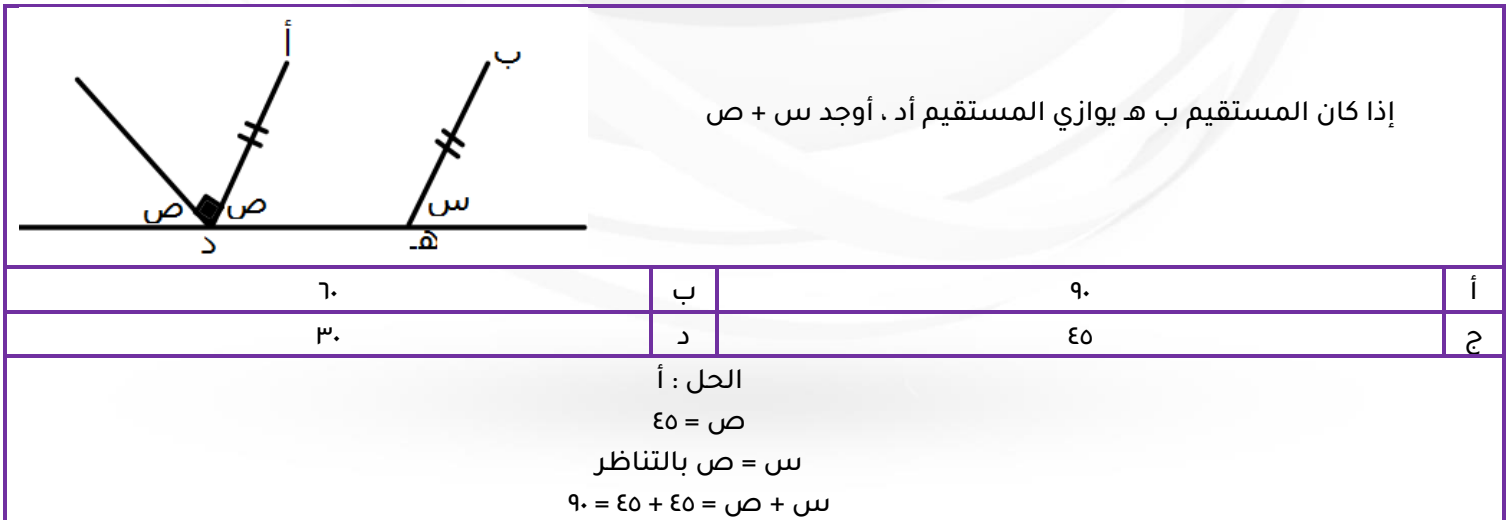 إذا كان المستقيم ب هـ يوازي المستقيم أد ، أوجد س + ص
أ
ب
ص
ص
س
د
هـ
أ ٩٠ ب ٦٠
ج ٤٥ د ٣٠
الحل : أ
ص = ٤٥
س = ص بالتناظر
س + ص = ٤٥ + ٤٥ = ٩٠